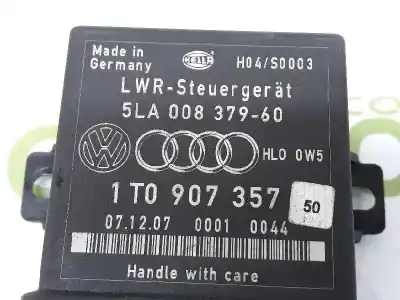 Made in
Germany
HELLA
H04/S0003
LWR-Steuergerät
5LA 008 379-60
HLO 0W5
1T0 907 357
50
07.12.07 0001 0044
Handle with care